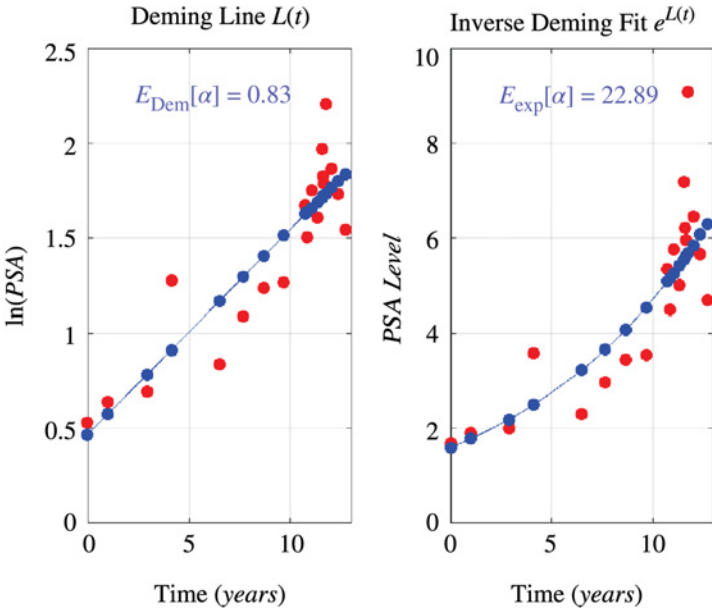 Deming Line L(t)
E_Dem[α] = 0.83
2.5
2
1.5
1
0.5
0
ln(PSA)
0
5
10
Time (years)
Inverse Deming Fit e^L(t)
E_exp[α] = 22.89
10
8
6
4
2
0
PSA Level
0
5
10
Time (years)